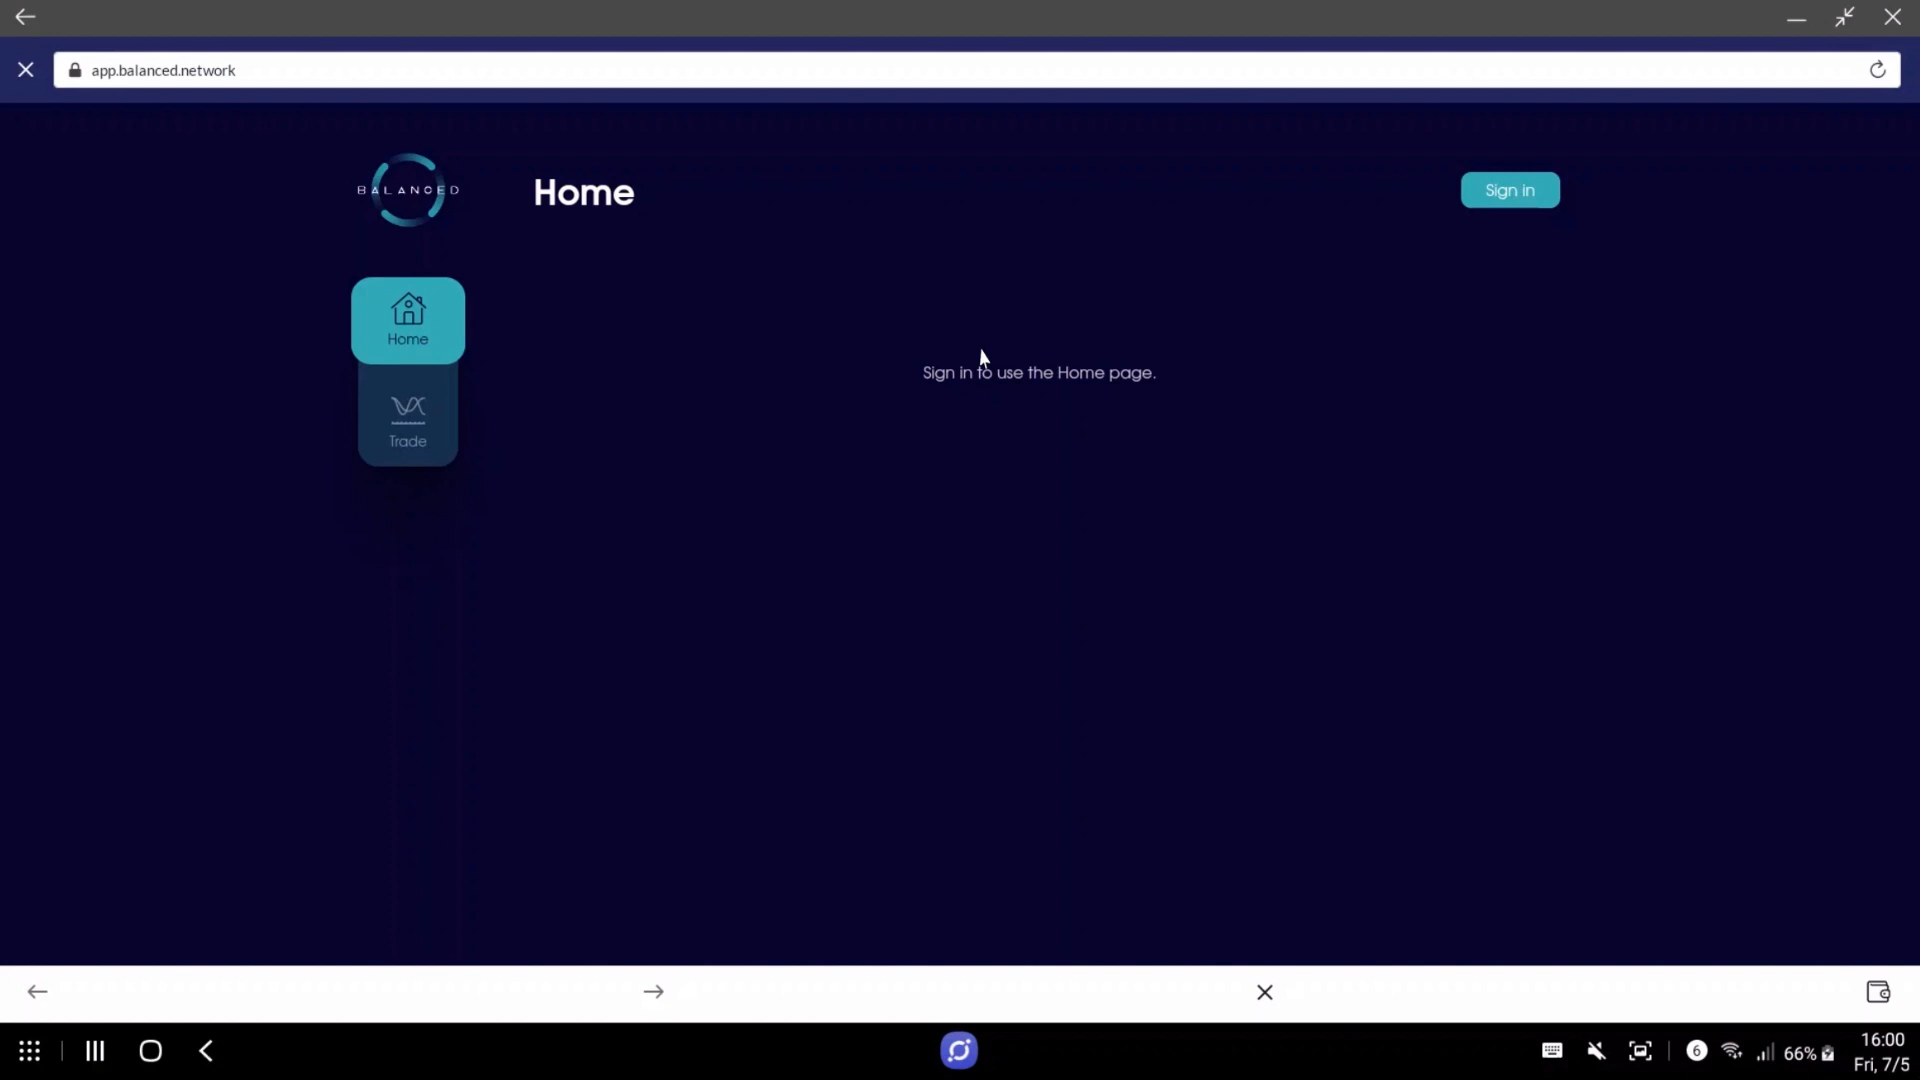 app.balanced.network
BALANCED
Home
Sign in
Home
Sign in to use the Home page.
Trade
6
66%
16:00
Fri, 7/5